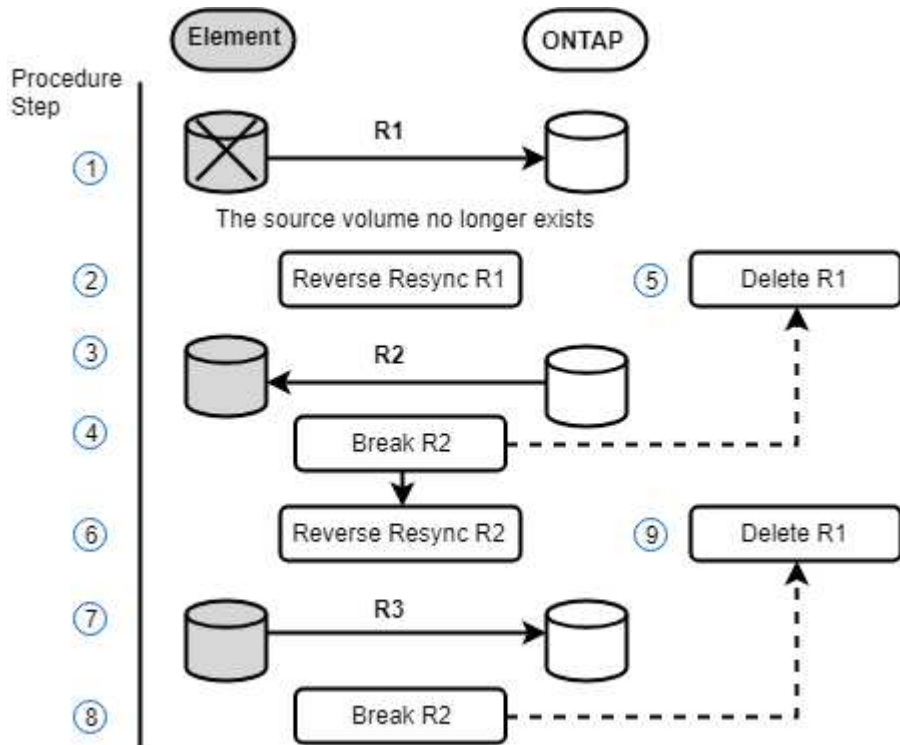 Element
ONTAP
Procedure
Step
R1
1
The source volume no longer exists
2
Reverse Resync R1
5
Delete R1
3
R2
4
Break R2
6
Reverse Resync R2
9
Delete R1
7
R3
8
Break R2